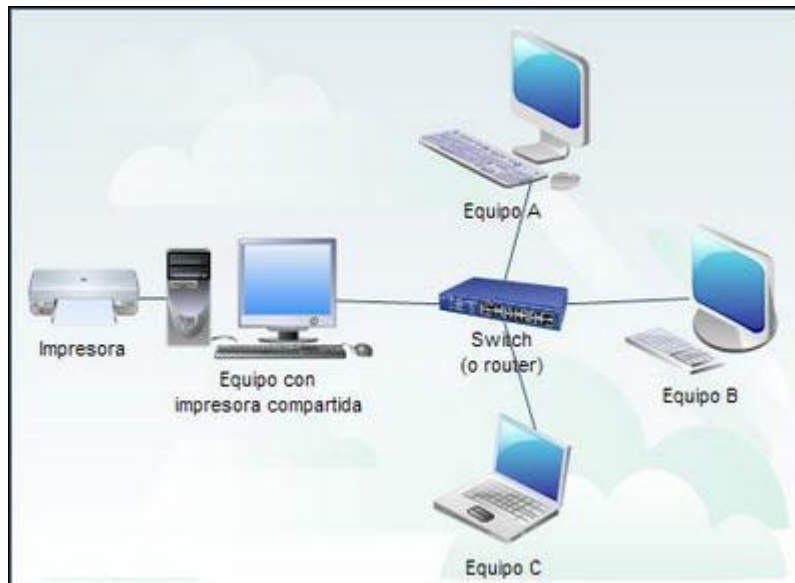 Equipo A
Impresora
Equipo con
impresora compartida
Switch
(o router)
Equipo B
Equipo C